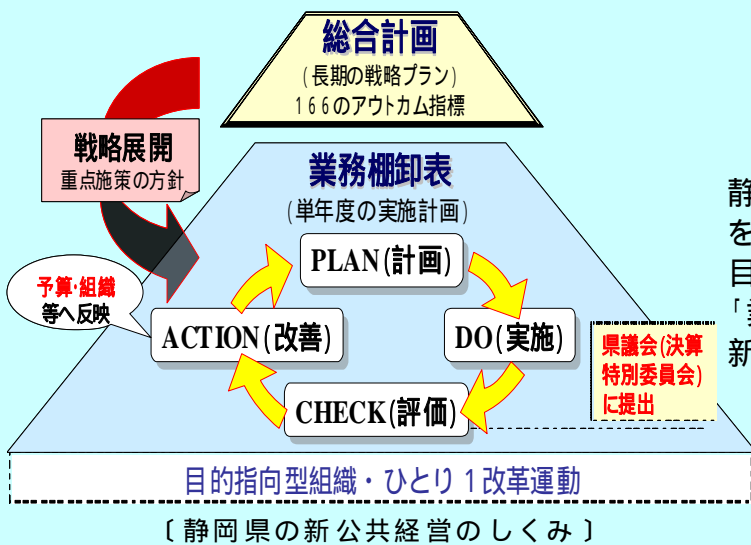 総合計画
(長期の戦略プラン)
166のアウトカム指標
戦略展開
重点施策の方針
業務棚卸表
(単年度の実施計画)
PLAN(計画)
予算・組織
等へ反映
ACTION(改善)
DO(実施)
CHECK(評価)
県議会(決算
特別委員会)
に提出
静
を
目
新
目的指向型組織・ひとり1改革運動
〔静岡県の新公共経営のしくみ〕